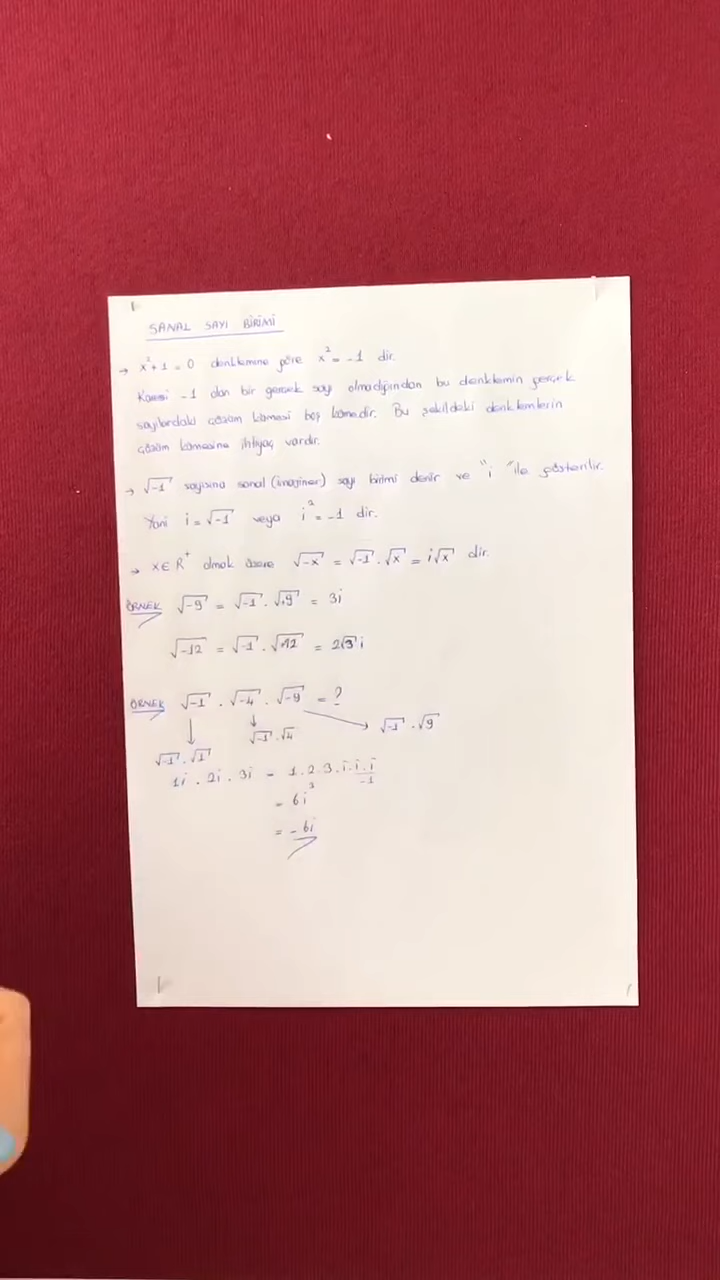 SANAL SAYI BİRİMİ
→ x²+1=0 denklemine göre x² = -1 dir.
Karesi -1 olan bir gerçek sayı olmadığından bu denklemin gerçek
sayılardaki çözüm kümesi boş kümedir. Bu şekildeki denklemlerin
çözüm kümesine ihtiyaç vardır.
→ √-1 sayısına sanal (imaginer) sayı birimi denir ve "i" ile gösterilir.
Yani i = √-1 veya i² = -1 dir.
→ x ∈ R⁺ olmak üzere √-x = √-1 . √x = i√x dir.
ÖRNEK √-9 = √-1 . √+9 = 3i
√-12 = √-1 . √+12 = 2√3 i
ÖRNEK √-1 . √-4 . √-9 = ?
√-1 . √1 √-1 . √4 √-1 . √9
1i . 2i . 3i = 1.2.3.i.i.i
-1
= 6i³
= -6i